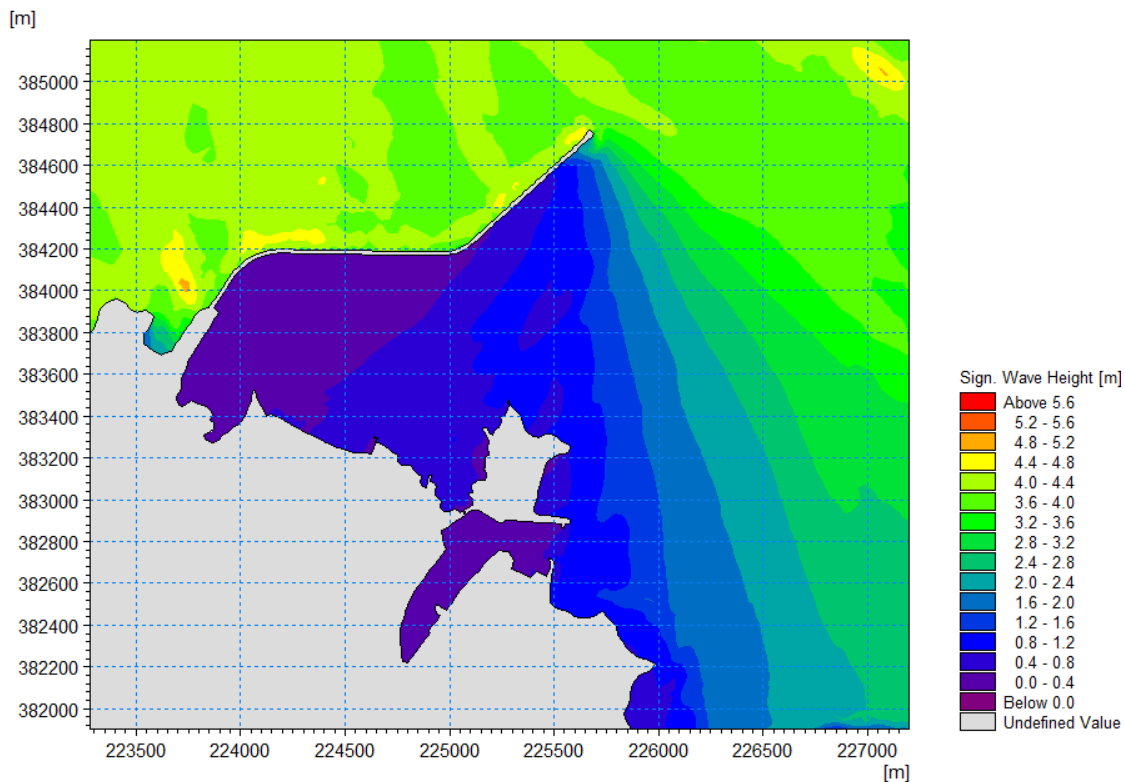 [m]
385000
384800
384600
384400
384200
384000
383800
383600
383400
383200
383000
382800
382600
382400
382200
382000
223500 224000 224500 225000 225500 226000 226500 227000
[m]
Sign. Wave Height [m]
Above 5.6
5.2 - 5.6
4.8 - 5.2
4.4 - 4.8
4.0 - 4.4
3.6 - 4.0
3.2 - 3.6
2.8 - 3.2
2.4 - 2.8
2.0 - 2.4
1.6 - 2.0
1.2 - 1.6
0.8 - 1.2
0.4 - 0.8
0.0 - 0.4
Below 0.0
Undefined Value